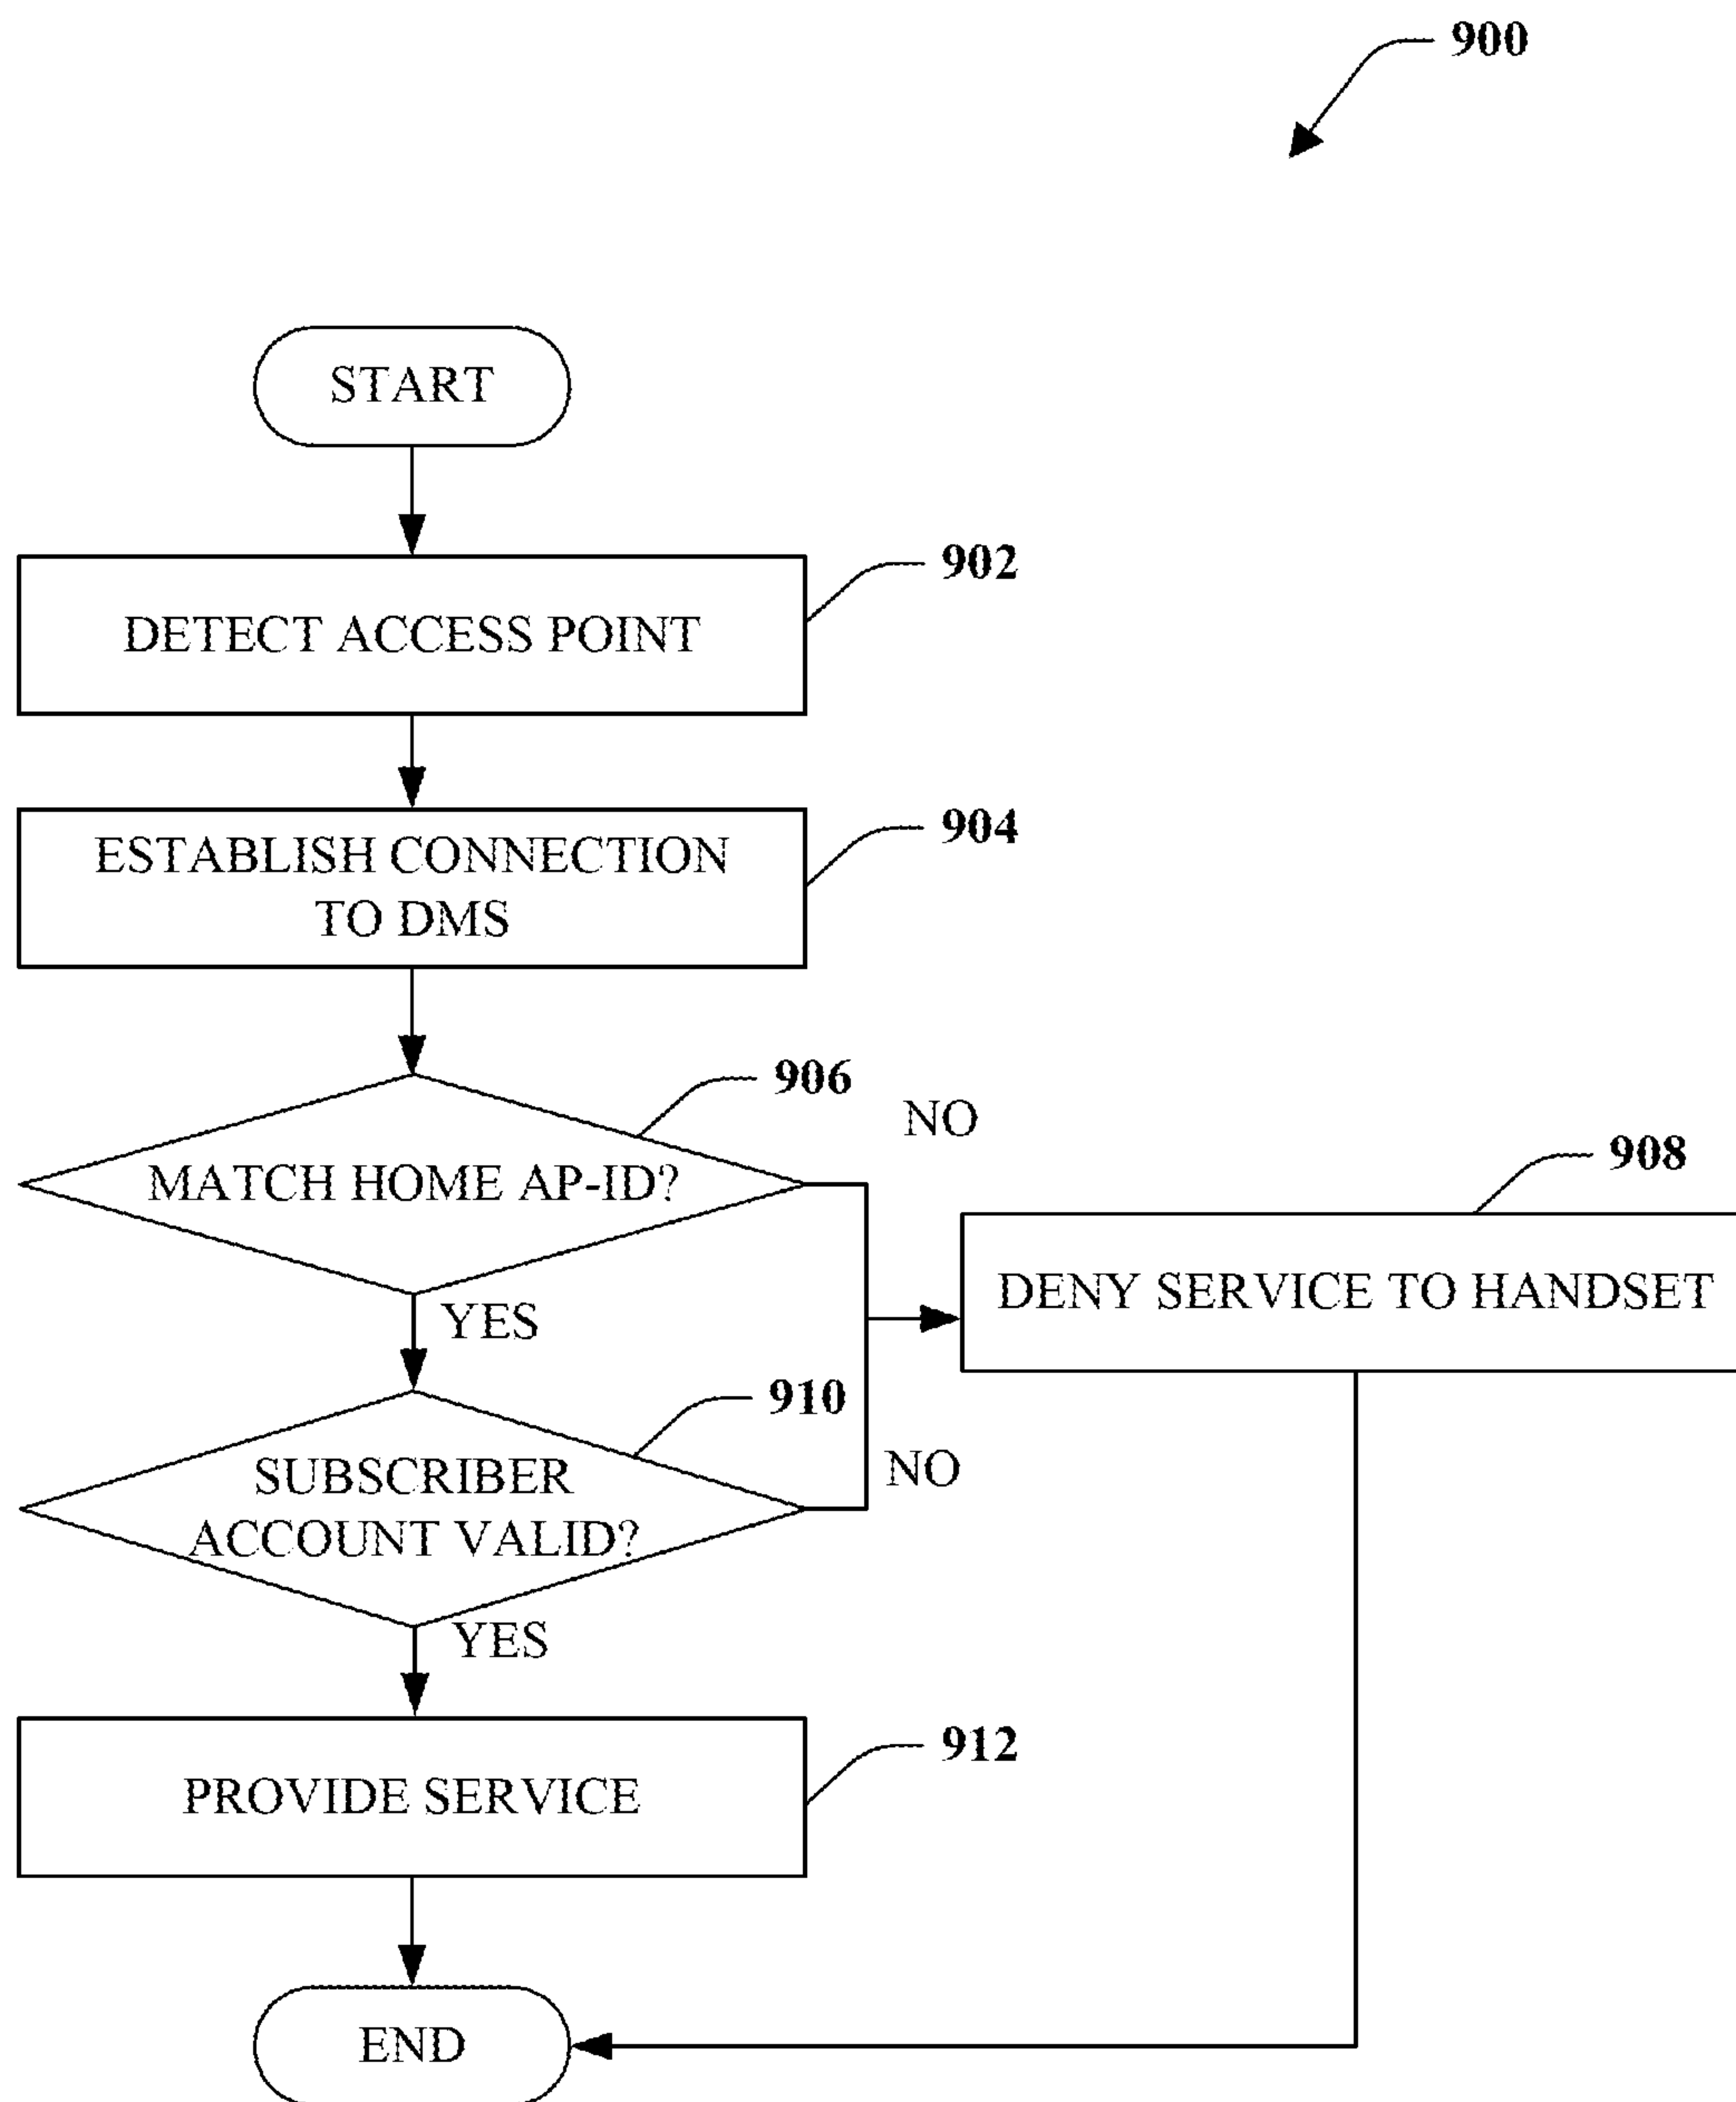 900
START
902
DETECT ACCESS POINT
904
ESTABLISH CONNECTION
TO DMS
906
NO
MATCH HOME AP-ID?
908
DENY SERVICE TO HANDSET
YES
910
SUBSCRIBER
ACCOUNT VALID?
NO
YES
912
PROVIDE SERVICE
END